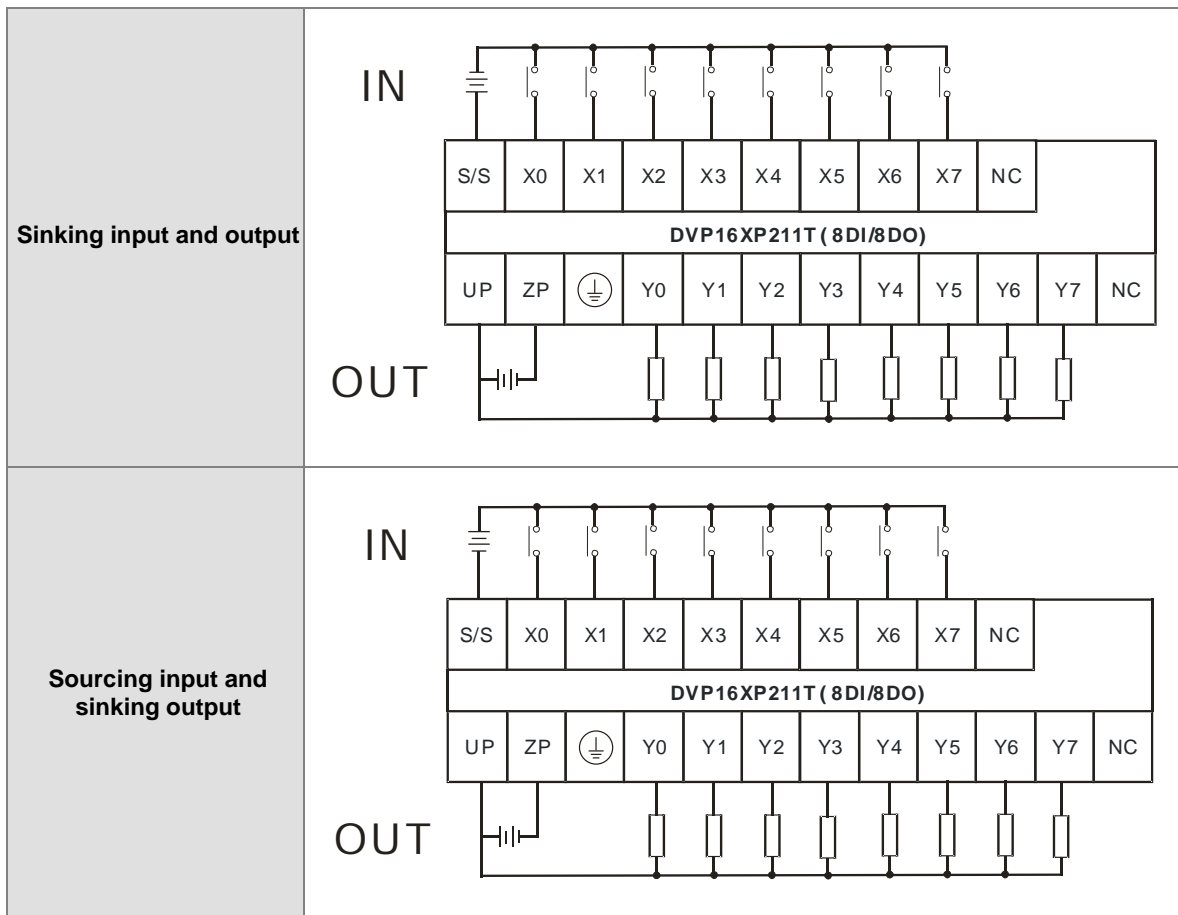 Sinking input and output
IN
S/S X0 X1 X2 X3 X4 X5 X6 X7 NC
DVP16XP211T ( 8DI/8DO)
UP ZP Y0 Y1 Y2 Y3 Y4 Y5 Y6 Y7 NC
OUT
Sourcing input and
sinking output
IN
S/S X0 X1 X2 X3 X4 X5 X6 X7 NC
DVP16XP211T ( 8DI/8DO)
UP ZP Y0 Y1 Y2 Y3 Y4 Y5 Y6 Y7 NC
OUT